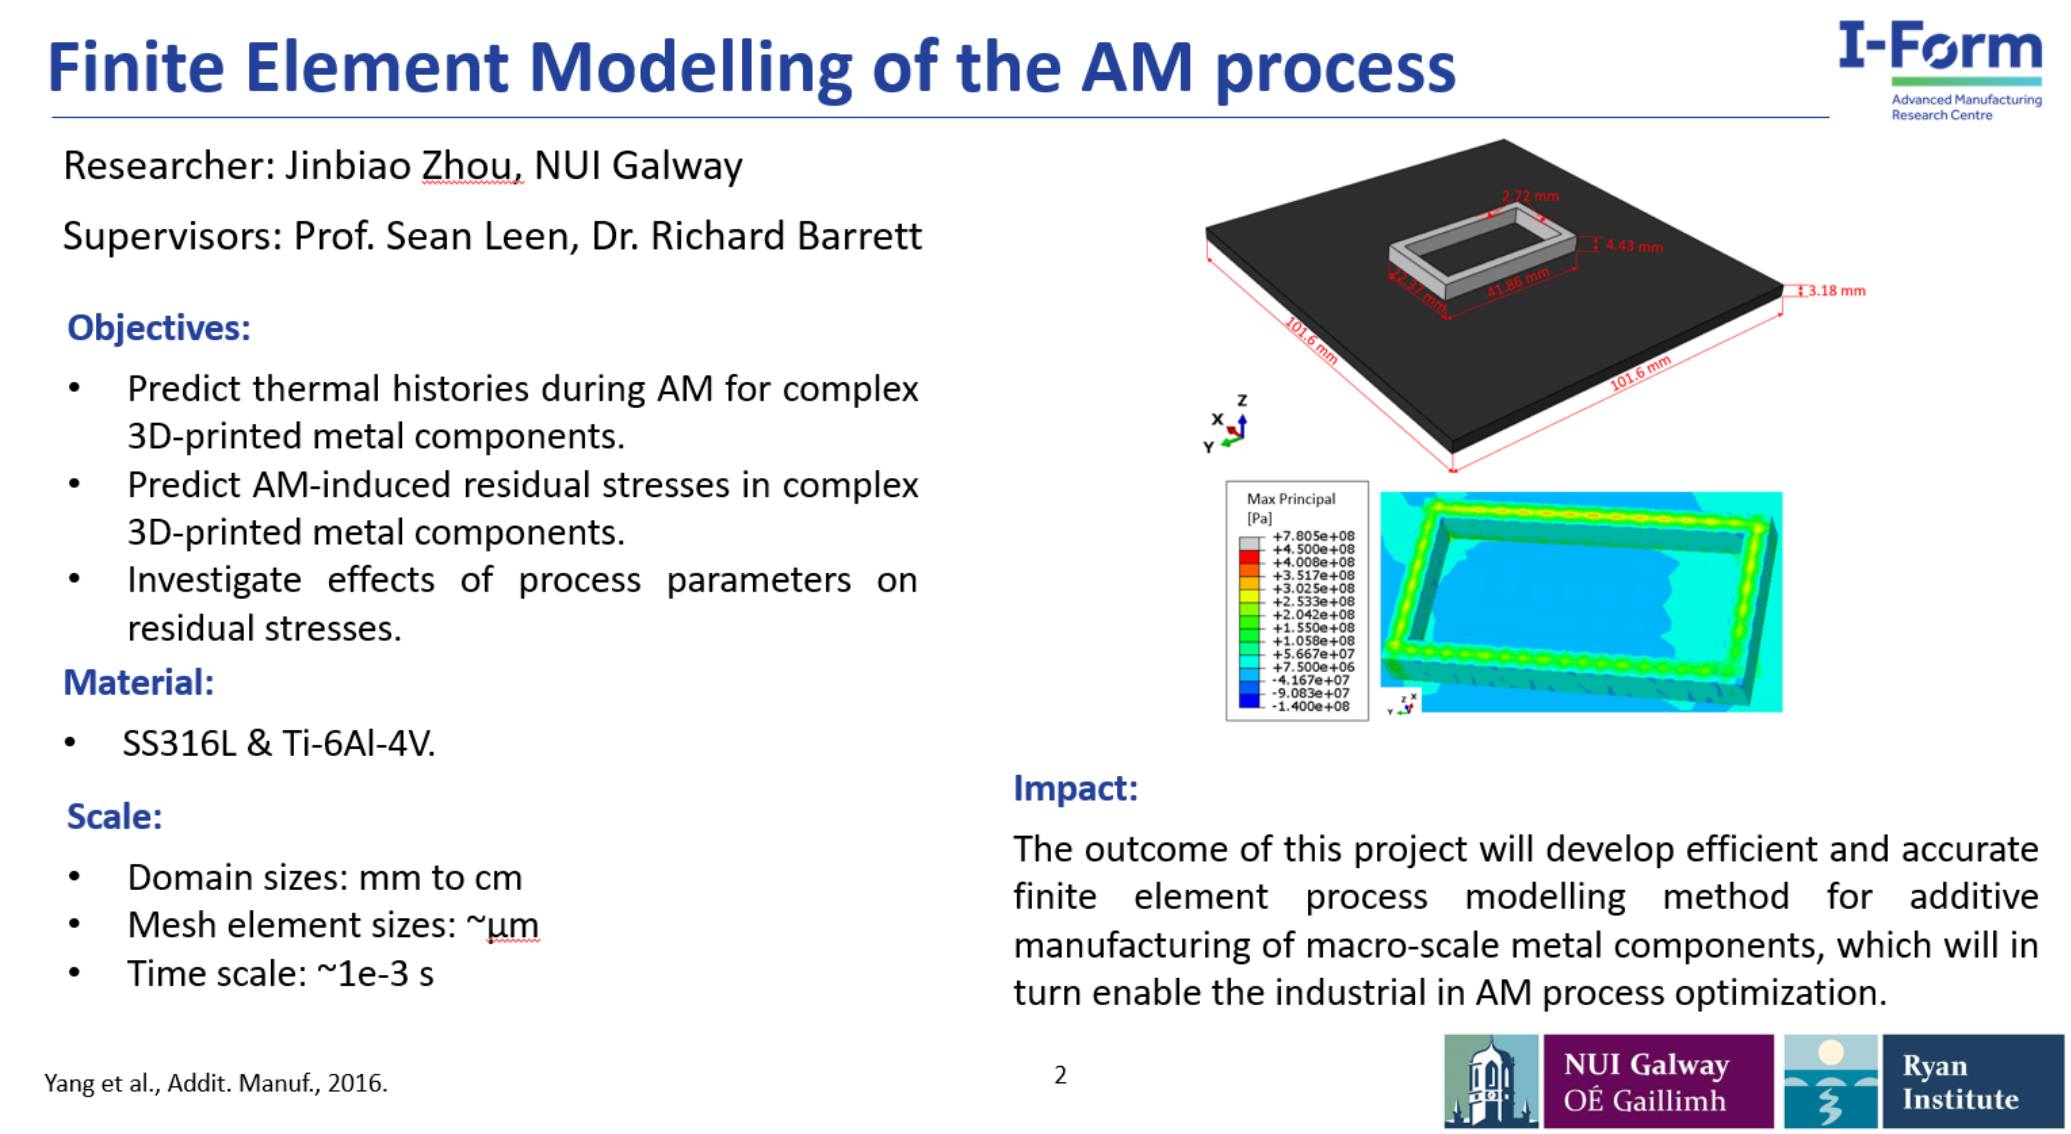 Finite Element Modelling of the AM process
I-Form
Advanced Manufacturing
Research Centre
Researcher: Jinbiao Zhou, NUI Galway
Supervisors: Prof. Sean Leen, Dr. Richard Barrett
Objectives:
• Predict thermal histories during AM for complex
3D-printed metal components.
• Predict AM-induced residual stresses in complex
3D-printed metal components.
• Investigate effects of process parameters on
residual stresses.
Material:
• SS316L & Ti-6Al-4V.
Scale:
• Domain sizes: mm to cm
• Mesh element sizes: ~μm
• Time scale: ~1e-3 s
2.72 mm
4.43 mm
22.37 mm
41.86 mm
3.18 mm
101.6 mm
101.6 mm
Z
X
Y
Max Principal
[Pa]
+7.805e+08
+4.500e+08
+4.008e+08
+3.517e+08
+3.025e+08
+2.533e+08
+2.042e+08
+1.550e+08
+1.058e+08
+5.667e+07
+7.500e+06
-4.167e+07
-9.083e+07
-1.400e+08
Z X
Y
Impact:
The outcome of this project will develop efficient and accurate
finite element process modelling method for additive
manufacturing of macro-scale metal components, which will in
turn enable the industrial in AM process optimization.
Yang et al., Addit. Manuf., 2016.
2
NUI Galway
OÉ Gaillimh
Ryan
Institute